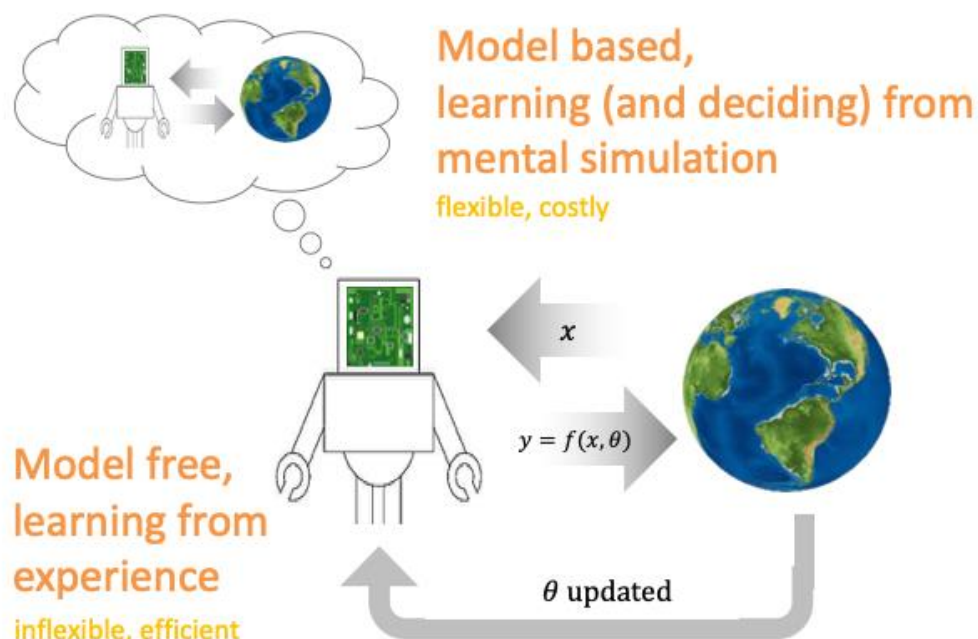 Model based,
learning (and deciding) from
mental simulation
flexible, costly
x
y = f(x, θ)
Model free,
learning from
experience
inflexible, efficient
θ updated